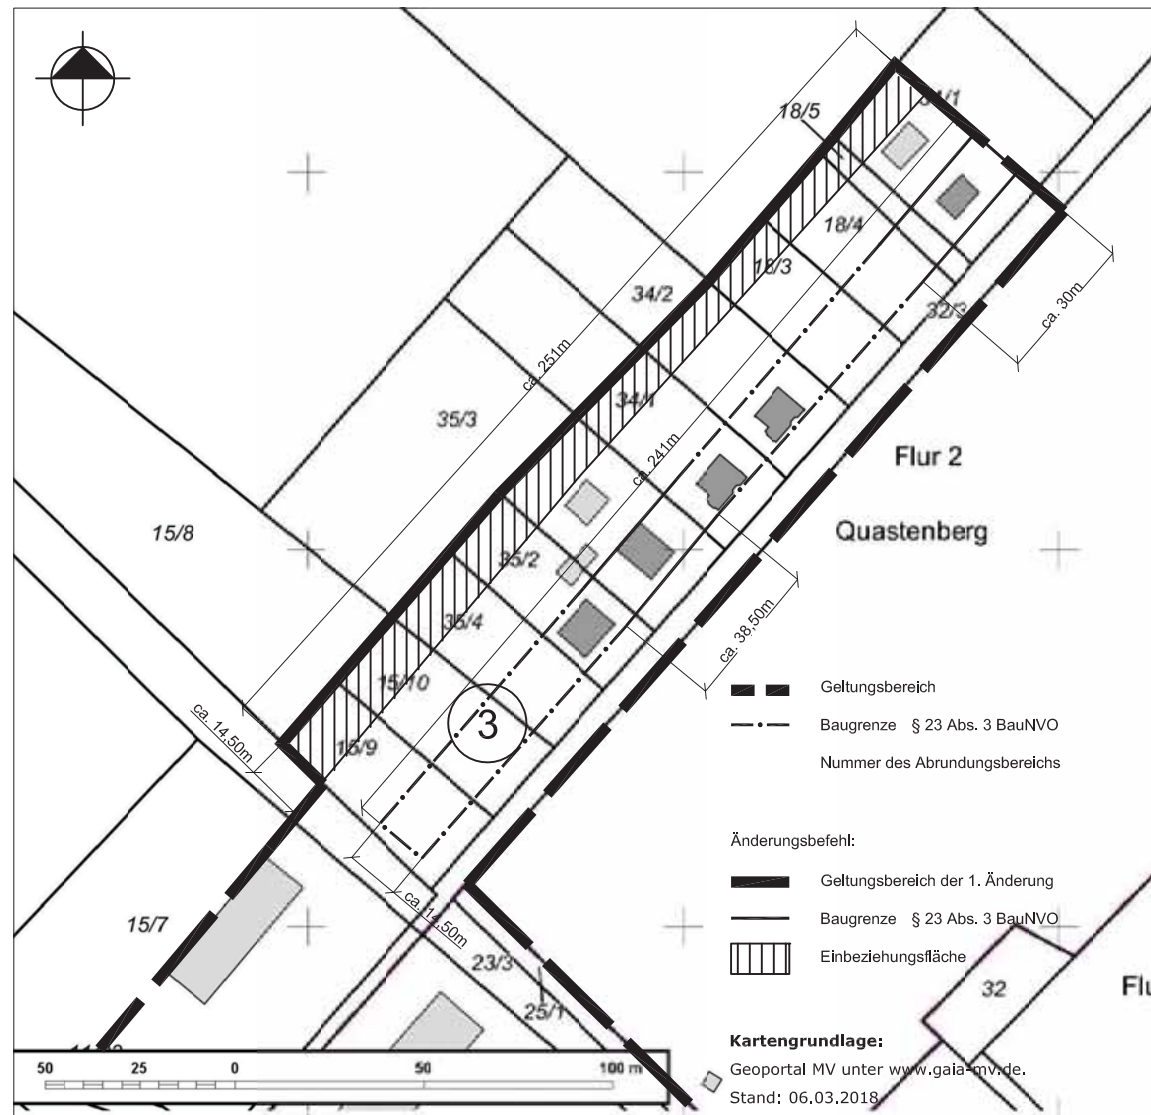 34/1
18/5
18/4
18/3
32/3
ca. 30m
34/2
ca. 251m
34/1
35/3
ca. 241m
Flur 2
Quastenberg
15/8
35/2
35/4
ca. 38,50m
15/10
15/9
ca. 14,50m
3
Geltungsbereich
Baugrenze § 23 Abs. 3 BauNVO
Nummer des Abrundungsbereichs
Änderungsbefehl:
Geltungsbereich der 1. Änderung
Baugrenze § 23 Abs. 3 BauNVO
Einbeziehungsfläche
ca. 14,50m
15/7
23/3
25/1
32
Flu
Kartengrundlage:
Geoportal MV unter www.gaia-mv.de.
Stand: 06.03.2018
50 25 0 50 100 m